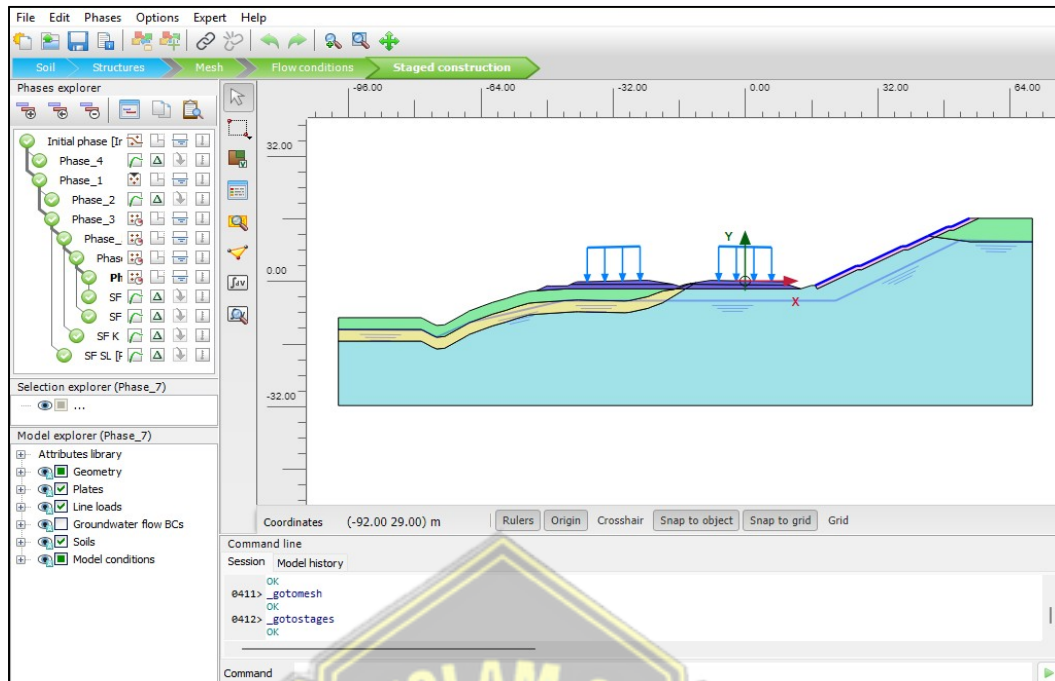 File Edit Phases Options Expert Help
Soil Structures Mesh Flow conditions Staged construction
Phases explorer
Initial phase [Ir
Phase_4
Phase_1
Phase_2
Phase_3
Phase_
Phas
Ph
SF
SF
SF K
SF SL [F
Selection explorer (Phase_7)
...
Model explorer (Phase_7)
Attributes library
Geometry
Plates
Line loads
Groundwater flow BCs
Soils
Model conditions
-96.00 -64.00 -32.00 0.00 32.00 64.00
32.00
0.00
-32.00
Y
X
Coordinates (-92.00 29.00) m Rulers Origin Crosshair Snap to object Snap to grid Grid
Command line
Session Model history
OK
0411> _gotomesh
OK
0412> _gotostages
OK
Command